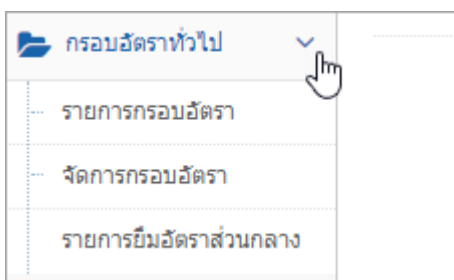 กรอบอัตราทั่วไป
รายการกรอบอัตรา
จัดการกรอบอัตรา
รายการยืมอัตราส่วนกลาง